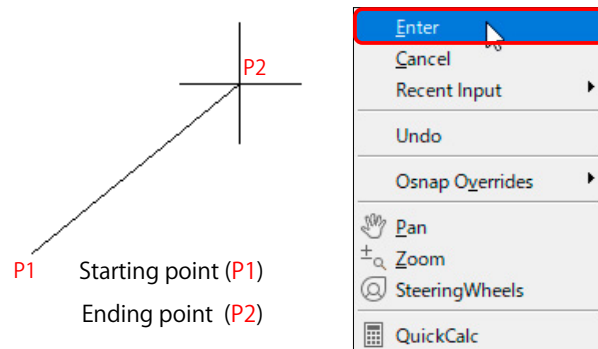 P2
P1
Starting point (P1)
Ending point (P2)
Enter
Cancel
Recent Input
Undo
Osnap Overrides
Pan
Zoom
SteeringWheels
QuickCalc